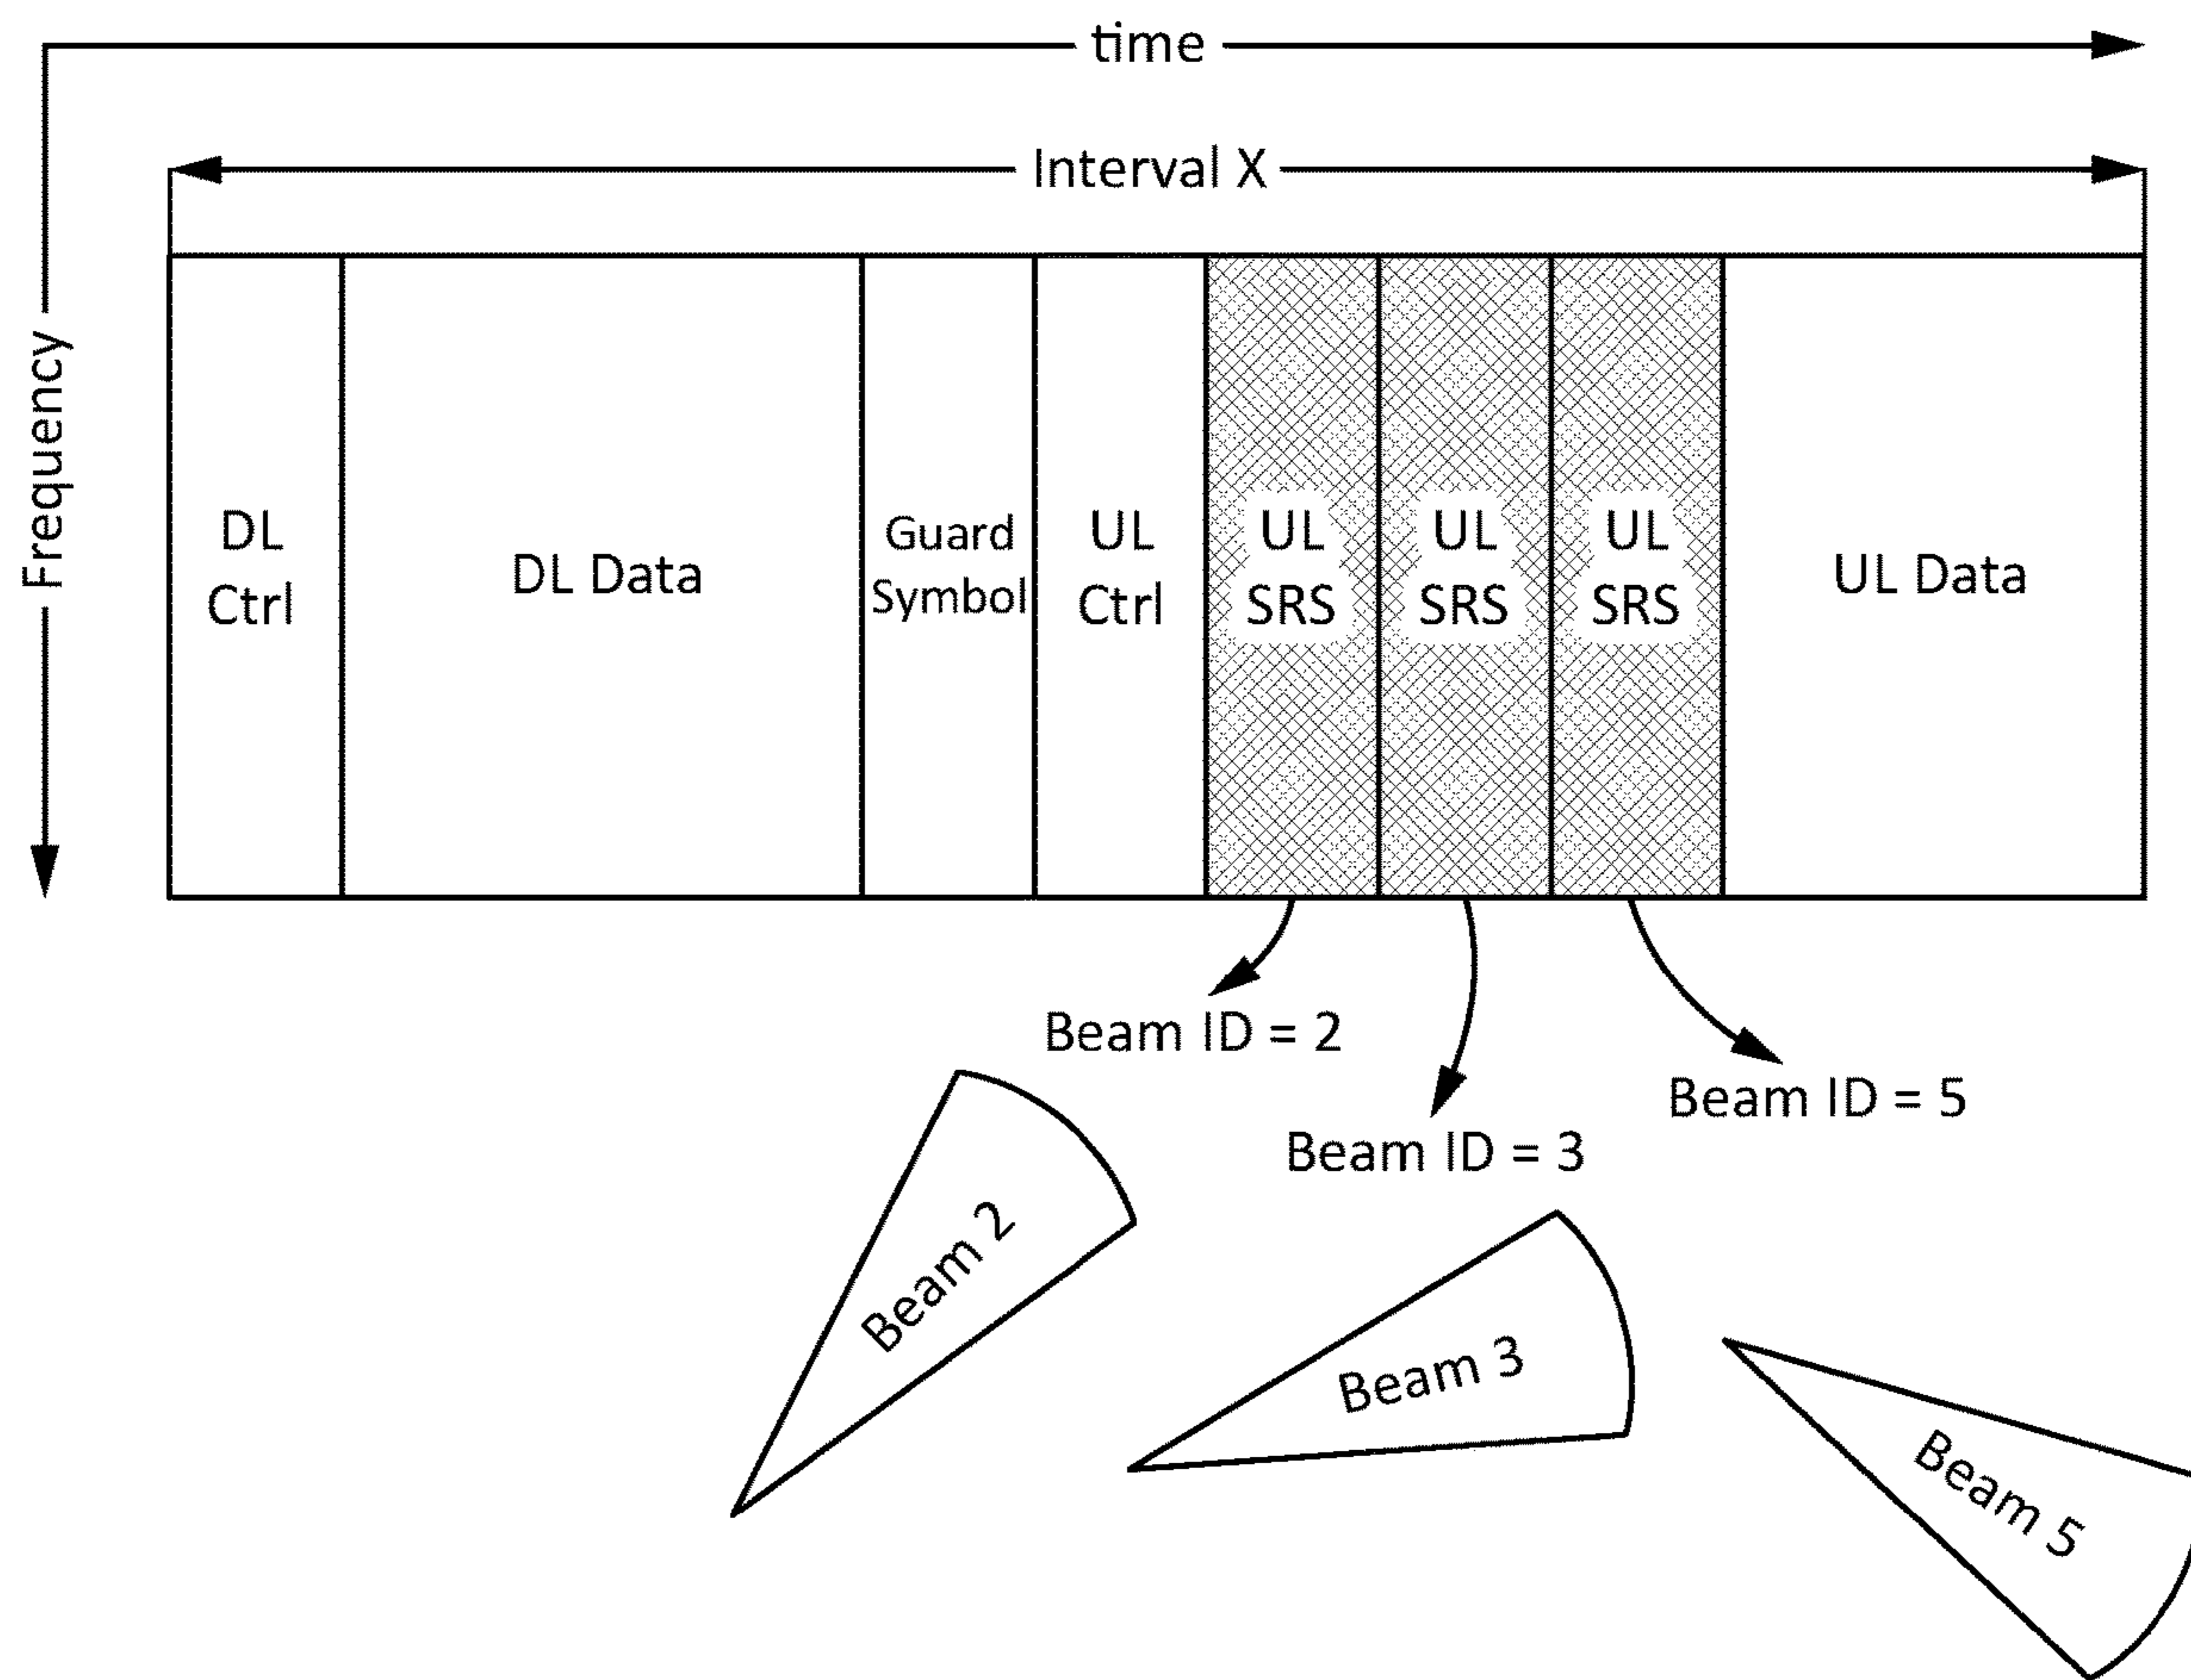 time
Interval X
Frequency
DL
Ctrl
DL Data
Guard
Symbol
UL
Ctrl
UL
SRS
UL
SRS
UL
SRS
UL Data
Beam ID = 2
Beam ID = 5
Beam ID = 3
Beam 2
Beam 3
Beam 5